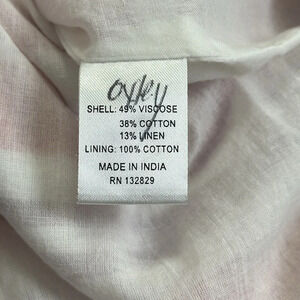 SHELL: 49% VISCOSE
38% COTTON
13% LINEN
LINING: 100% COTTON
MADE IN INDIA
RN 132829